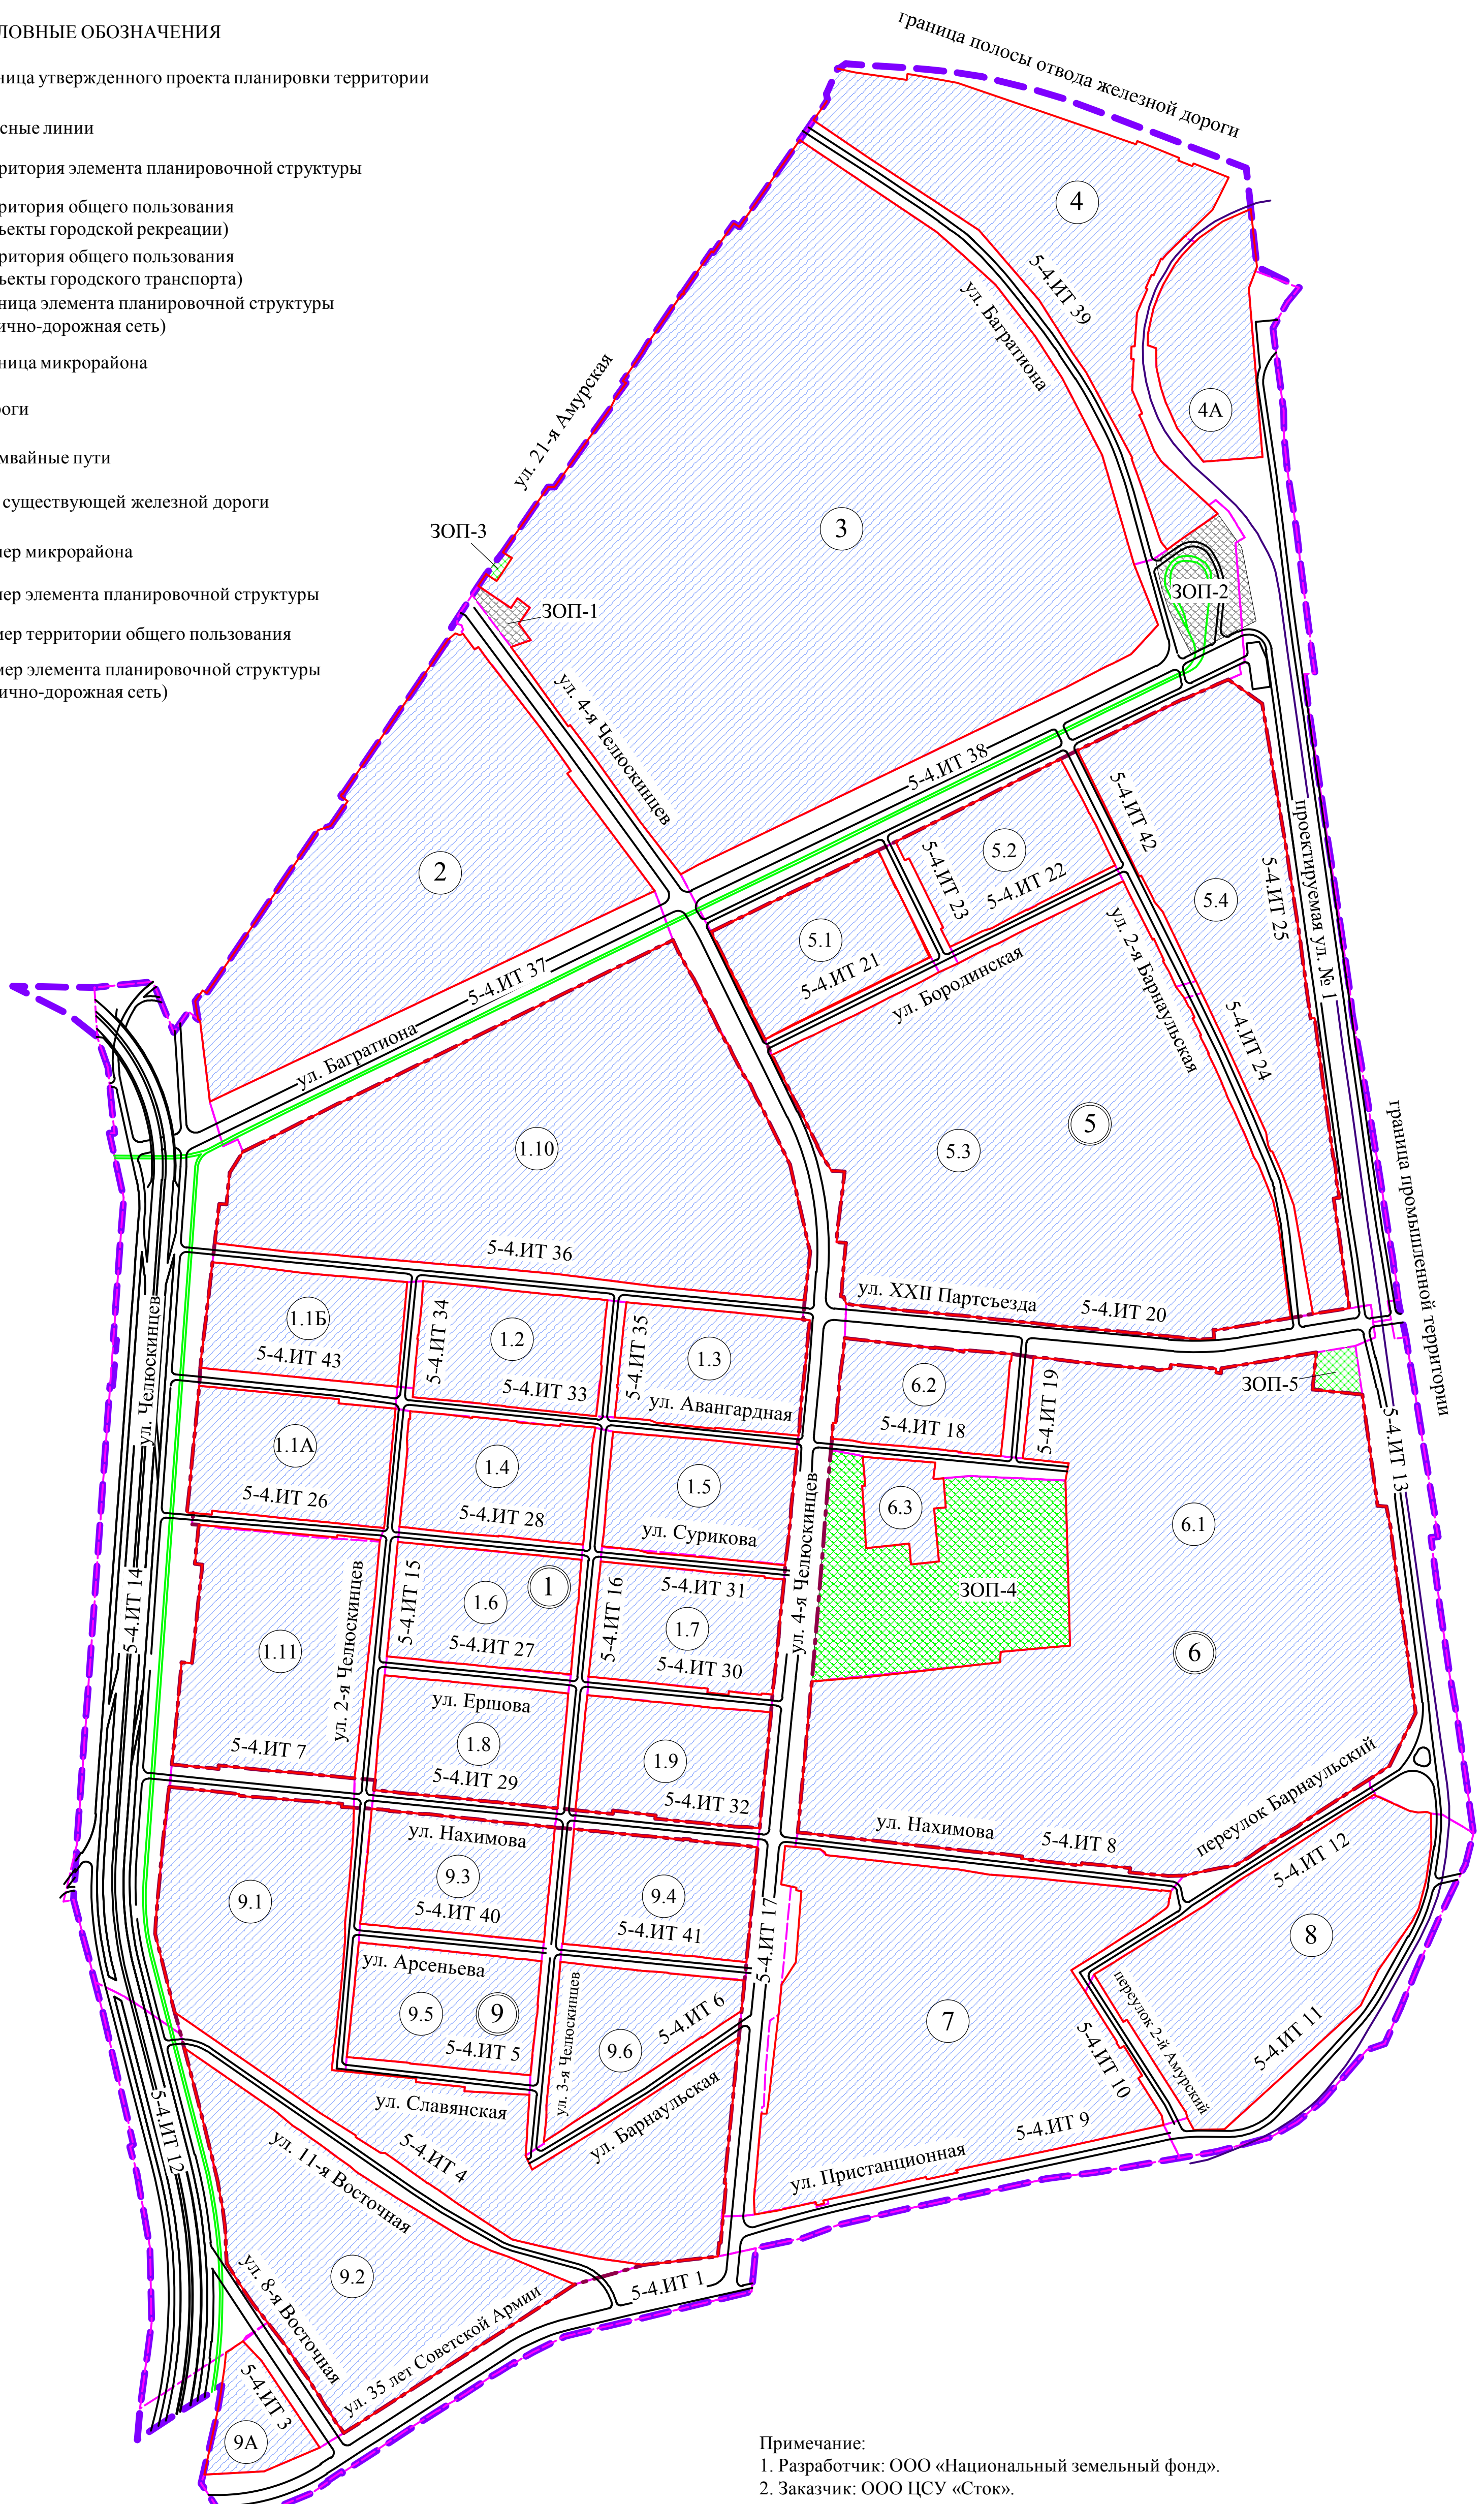 ЛОВНЫЕ ОБОЗНАЧЕНИЯ
ница утвержденного проекта планировки территории
сные линии
ритория элемента планировочной структуры
ритория общего пользования
ъекты городской рекреации)
ритория общего пользования
ъекты городского транспорта)
ница элемента планировочной структуры
ично-дорожная сеть)
ница микрорайона
роги
мвайные пути
существующей железной дороги
ер микрорайона
ер элемента планировочной структуры
ер территории общего пользования
ер элемента планировочной структуры
ично-дорожная сеть)
граница полосы отвода железной дороги
4
5-4.ИТ 39
ул. Багратиона
4А
ул. 21-я Амурская
3
ЗОП-3
ЗОП-1
ЗОП-2
ул. 4-я Челюскинцев
5-4.ИТ 38
5-4.ИТ 42
2
5.2
5-4.ИТ 23
5-4.ИТ 22
5.4
5-4.ИТ 25
проектируемая ул. № 1
5.1
5-4.ИТ 21
ул. Бородинская
ул. 2-я Барнаульская
5-4.ИТ 24
5-4.ИТ 37
ул. Багратиона
1.10
5.3
5
граница промышленной территории
5-4.ИТ 36
ул. XXII Партсъезда
5-4.ИТ 20
1.1Б
5-4.ИТ 43
5-4.ИТ 34
1.2
5-4.ИТ 33
5-4.ИТ 35
1.3
ул. Авангардная
ул. Челюскинцев
6.2
5-4.ИТ 18
5-4.ИТ 19
ЗОП-5
5-4.ИТ 13
1.1А
5-4.ИТ 26
1.4
5-4.ИТ 28
1.5
ул. Сурикова
ул. 4-я Челюскинцев
6.3
6.1
ЗОП-4
6
5-4.ИТ 14
1.11
ул. 2-я Челюскинцев
5-4.ИТ 15
1.6
1
5-4.ИТ 27
5-4.ИТ 16
5-4.ИТ 31
1.7
5-4.ИТ 30
5-4.ИТ 7
ул. Ершова
1.8
5-4.ИТ 29
1.9
5-4.ИТ 32
ул. Нахимова
5-4.ИТ 8
переулок Барнаульский
5-4.ИТ 12
9.1
ул. Нахимова
9.3
5-4.ИТ 40
9.4
5-4.ИТ 41
5-4.ИТ 17
8
ул. Арсеньева
9.5
9
5-4.ИТ 5
ул. 3-я Челюскинцев
5-4.ИТ 6
9.6
7
переулок 2-й Амурский
5-4.ИТ 10
5-4.ИТ 11
5-4.ИТ 12
ул. Славянская
ул. Барнаульская
5-4.ИТ 9
ул. Пристанционная
5-4.ИТ 4
ул. 11-я Восточная
9.2
ул. 8-я Восточная
ул. 35 лет Советской Армии
5-4.ИТ 1
5-4.ИТ 3
9А
Примечание:
1. Разработчик: ООО «Национальный земельный фонд».
2. Заказчик: ООО ЦСУ «Сток».